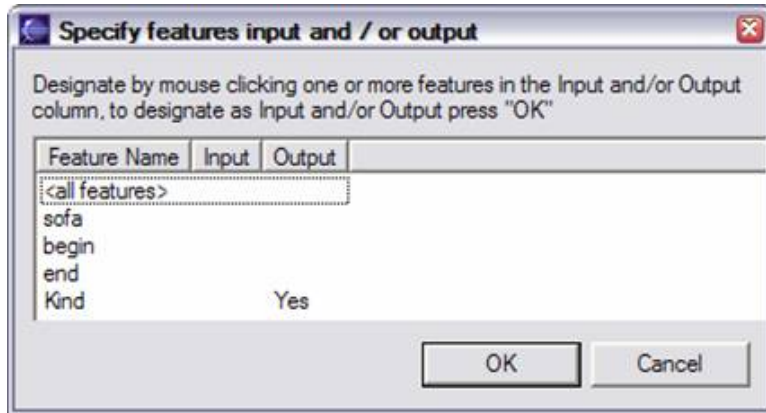 Specify features input and / or output
Designate by mouse clicking one or more features in the Input and/or Output
column, to designate as Input and/or Output press "OK"
Feature Name Input Output
<all features>
sofa
begin
end
Kind Yes
OK Cancel